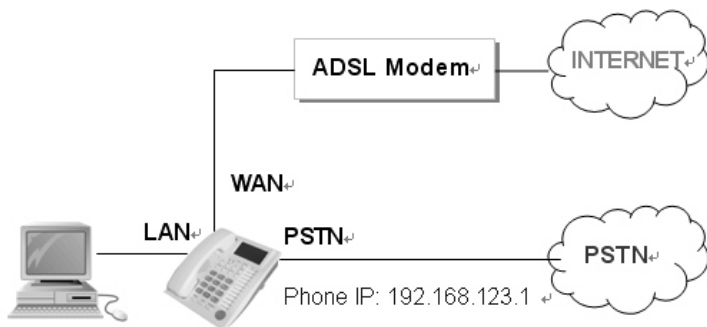 ADSL Modem
INTERNET
WAN
LAN
PSTN
PSTN
Phone IP: 192.168.123.1